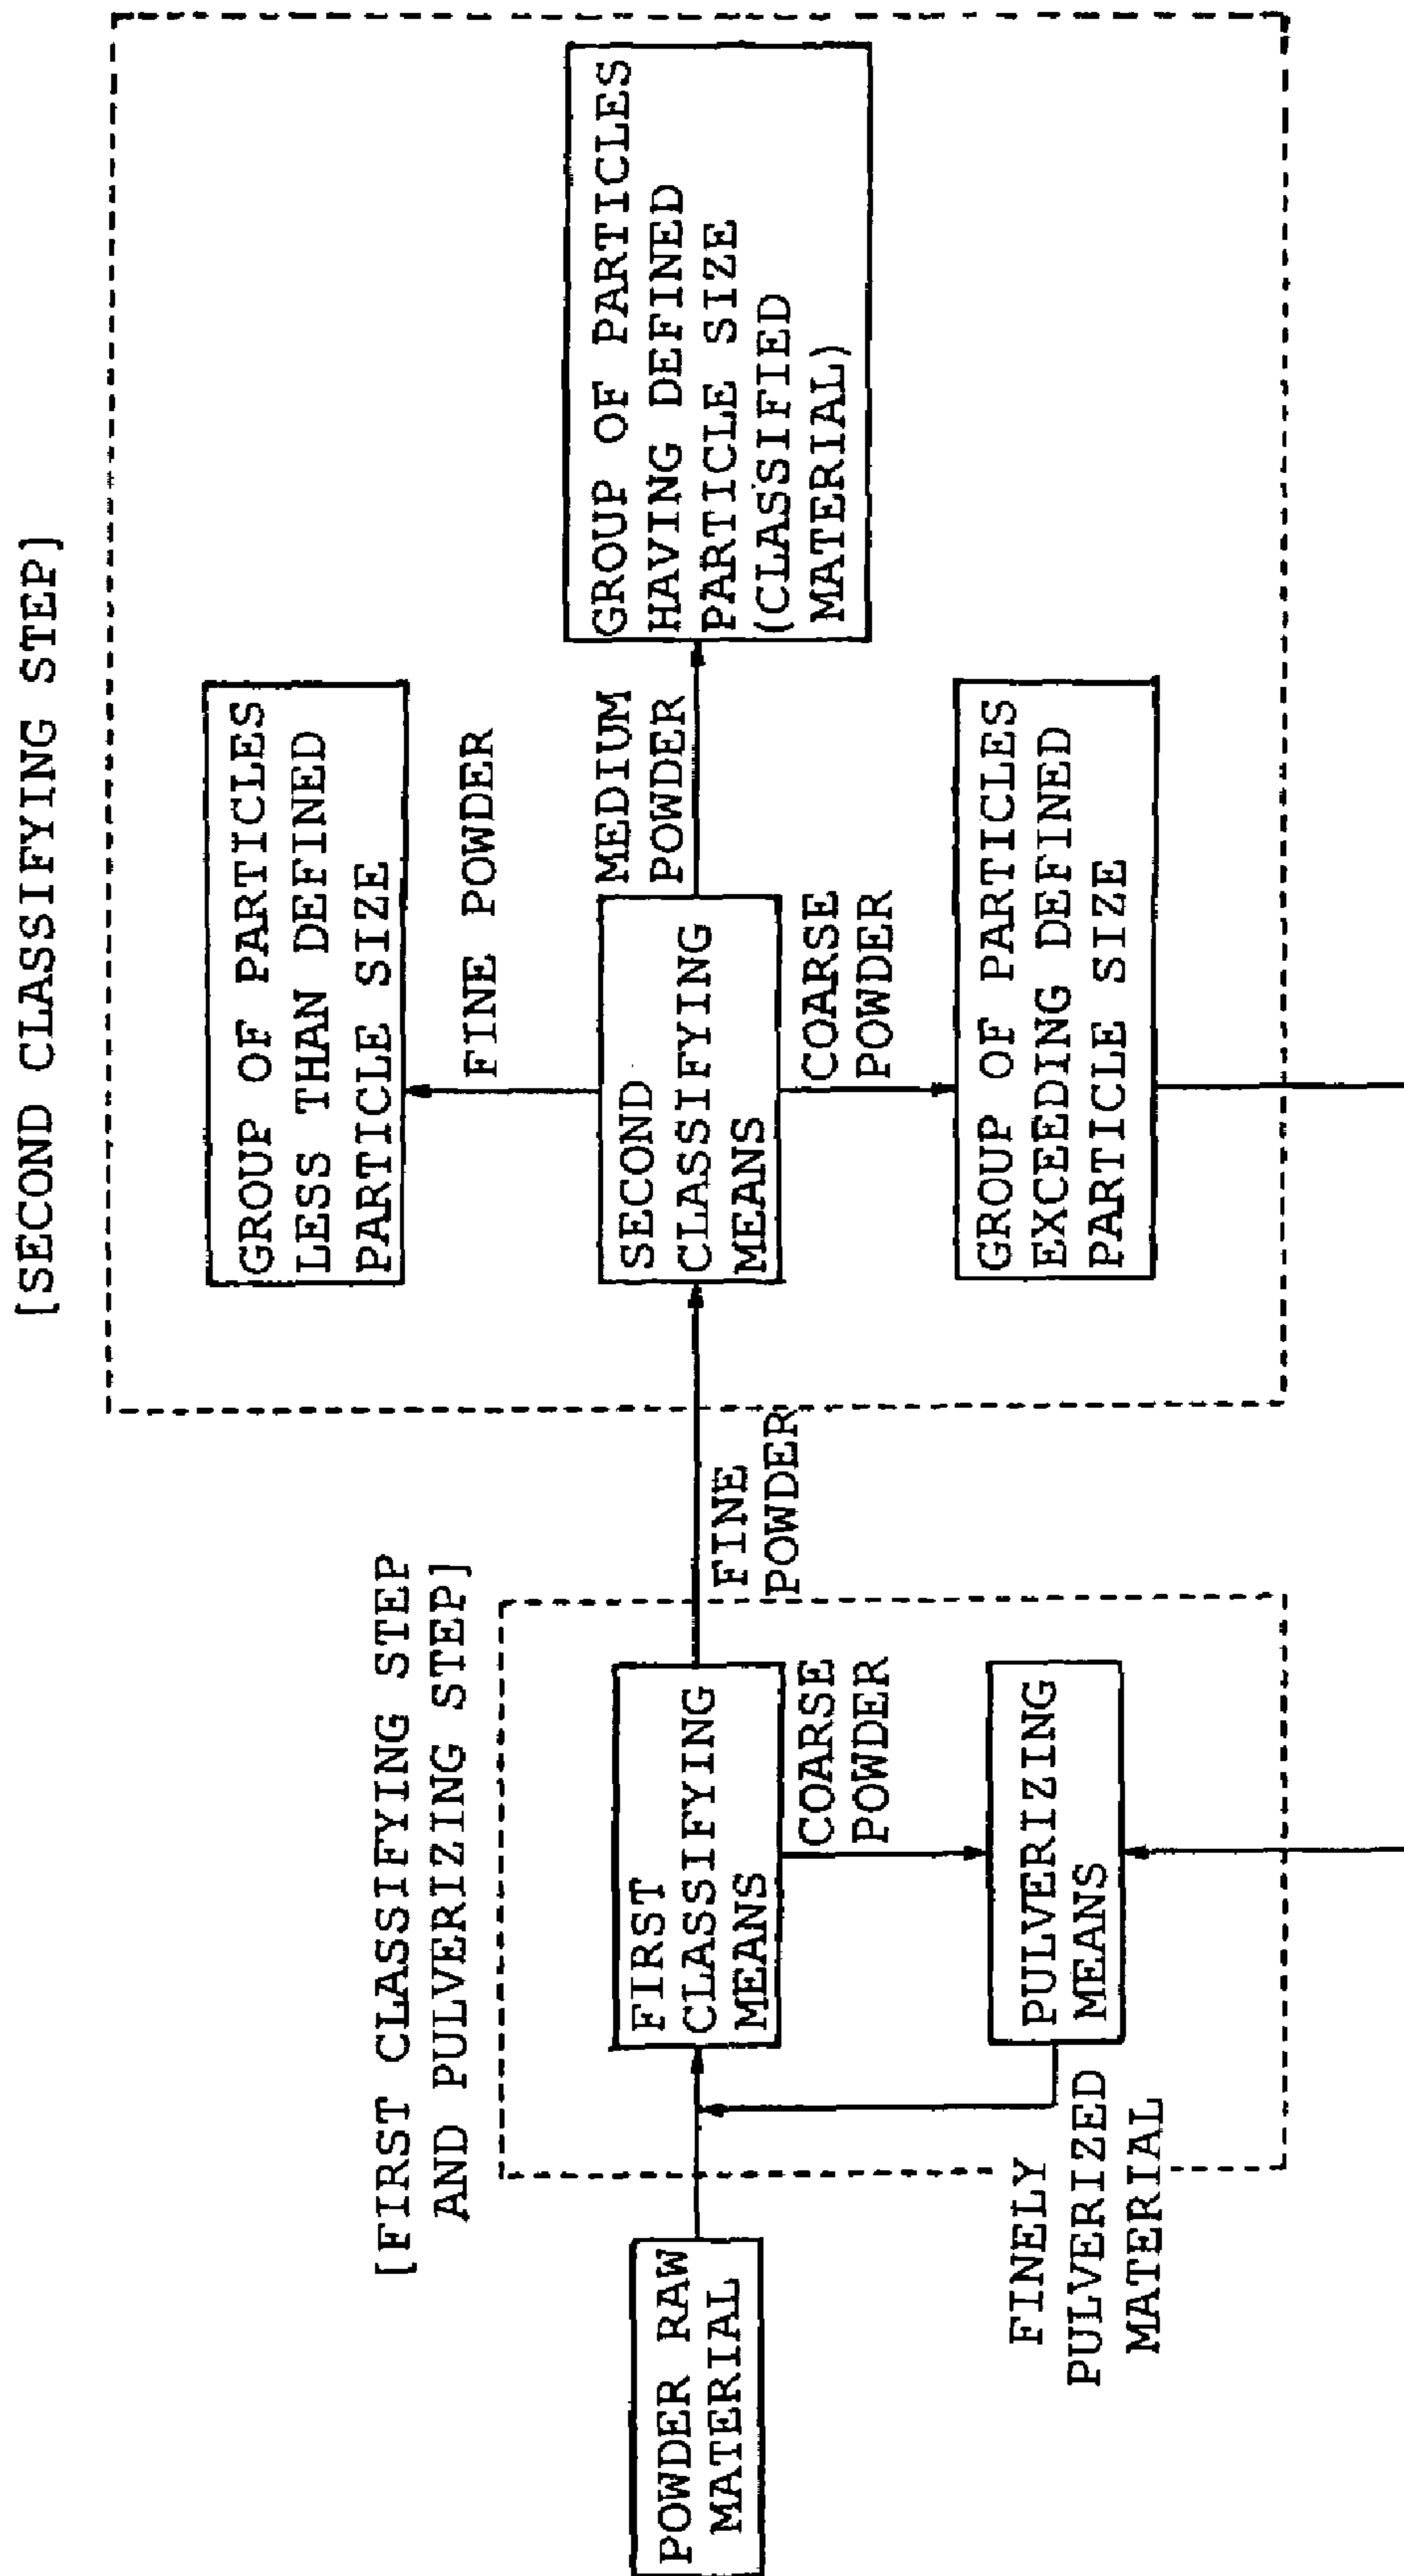 [SECOND CLASSIFYING STEP]
[FIRST CLASSIFYING STEP
AND PULVERIZING STEP]
POWDER RAW
MATERIAL
FIRST
CLASSIFYING
MEANS
COARSE
POWDER
PULVERIZING
MEANS
FINELY
PULVERIZED
MATERIAL
FINE
POWDER
GROUP OF PARTICLES
LESS THAN DEFINED
PARTICLE SIZE
FINE POWDER
SECOND
CLASSIFYING
MEANS
MEDIUM
POWDER
COARSE
POWDER
GROUP OF PARTICLES
EXCEEDING DEFINED
PARTICLE SIZE
GROUP OF PARTICLES
HAVING DEFINED
PARTICLE SIZE
(CLASSIFIED
MATERIAL)